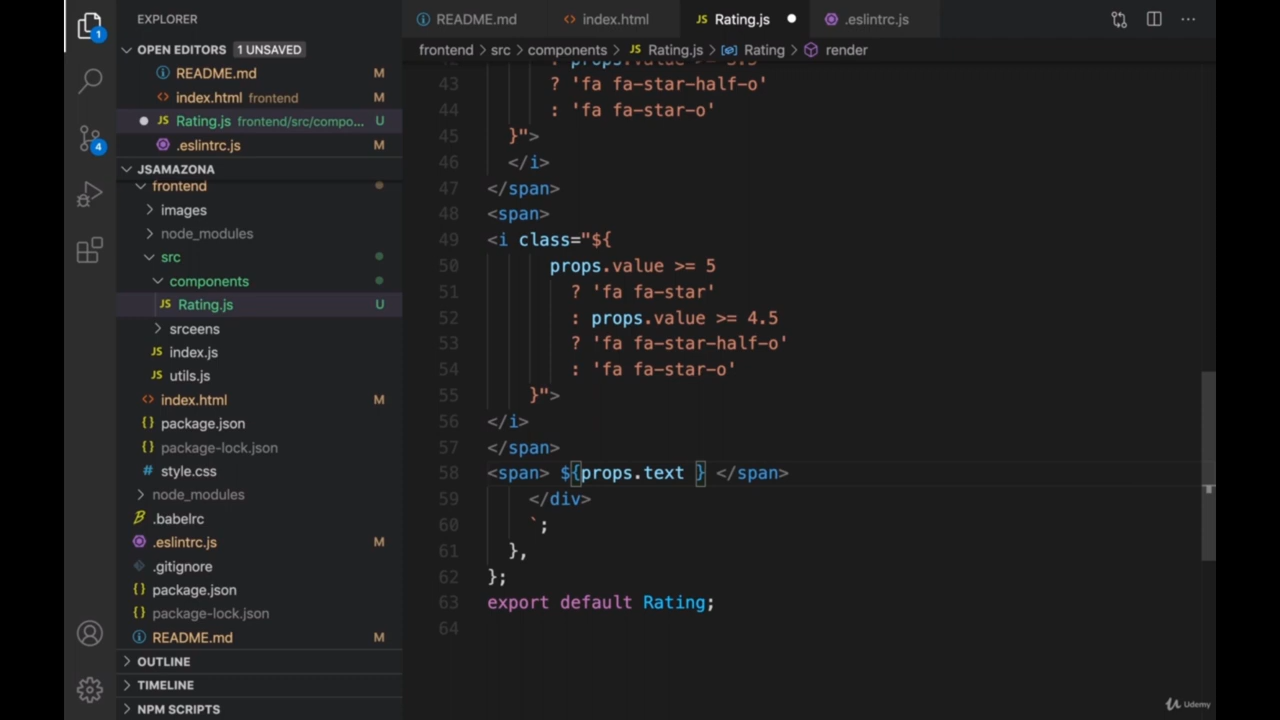 EXPLORER
OPEN EDITORS 1 UNSAVED
README.md M
index.html frontend M
Rating.js frontend/src/compo... U
.eslintrc.js M
JSAMAZONA
frontend
images
node_modules
src
components
Rating.js U
srceens
index.js
utils.js
index.html M
package.json
package-lock.json
style.css
node_modules
.babelrc
.eslintrc.js M
.gitignore
package.json
package-lock.json
README.md M
OUTLINE
TIMELINE
NPM SCRIPTS
1
4
README.md
index.html
Rating.js
.eslintrc.js
frontend > src > components > JS Rating.js > Rating > render
43 ? 'fa fa-star-half-o'
44 : 'fa fa-star-o'
45 }">
46 </i>
47 </span>
48 <span>
49 <i class="${
50 props.value >= 5
51 ? 'fa fa-star'
52 : props.value >= 4.5
53 ? 'fa fa-star-half-o'
54 : 'fa fa-star-o'
55 }">
56 </i>
57 </span>
58 <span> ${props.text } </span>
59 </div>
60 `;
61 },
62 };
63 export default Rating;
64
Udemy